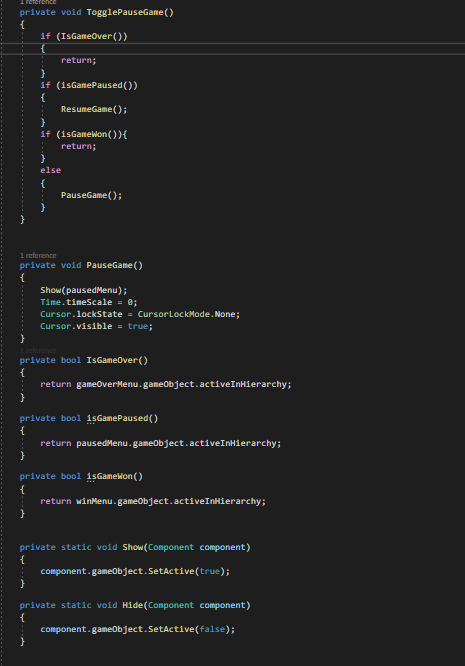 1 reference
private void TogglePauseGame()
{
if (IsGameOver())
{
return;
}
if (isGamePaused())
{
ResumeGame();
}
if (isGameWon()){
return;
}
else
{
PauseGame();
}
}
1 reference
private void PauseGame()
{
Show(pausedMenu);
Time.timeScale = 0;
Cursor.lockState = CursorLockMode.None;
Cursor.visible = true;
}
1 reference
private bool IsGameOver()
{
return gameOverMenu.gameObject.activeInHierarchy;
}
private bool isGamePaused()
{
return pausedMenu.gameObject.activeInHierarchy;
}
private bool isGameWon()
{
return winMenu.gameObject.activeInHierarchy;
}
private static void Show(Component component)
{
component.gameObject.SetActive(true);
}
private static void Hide(Component component)
{
component.gameObject.SetActive(false);
}